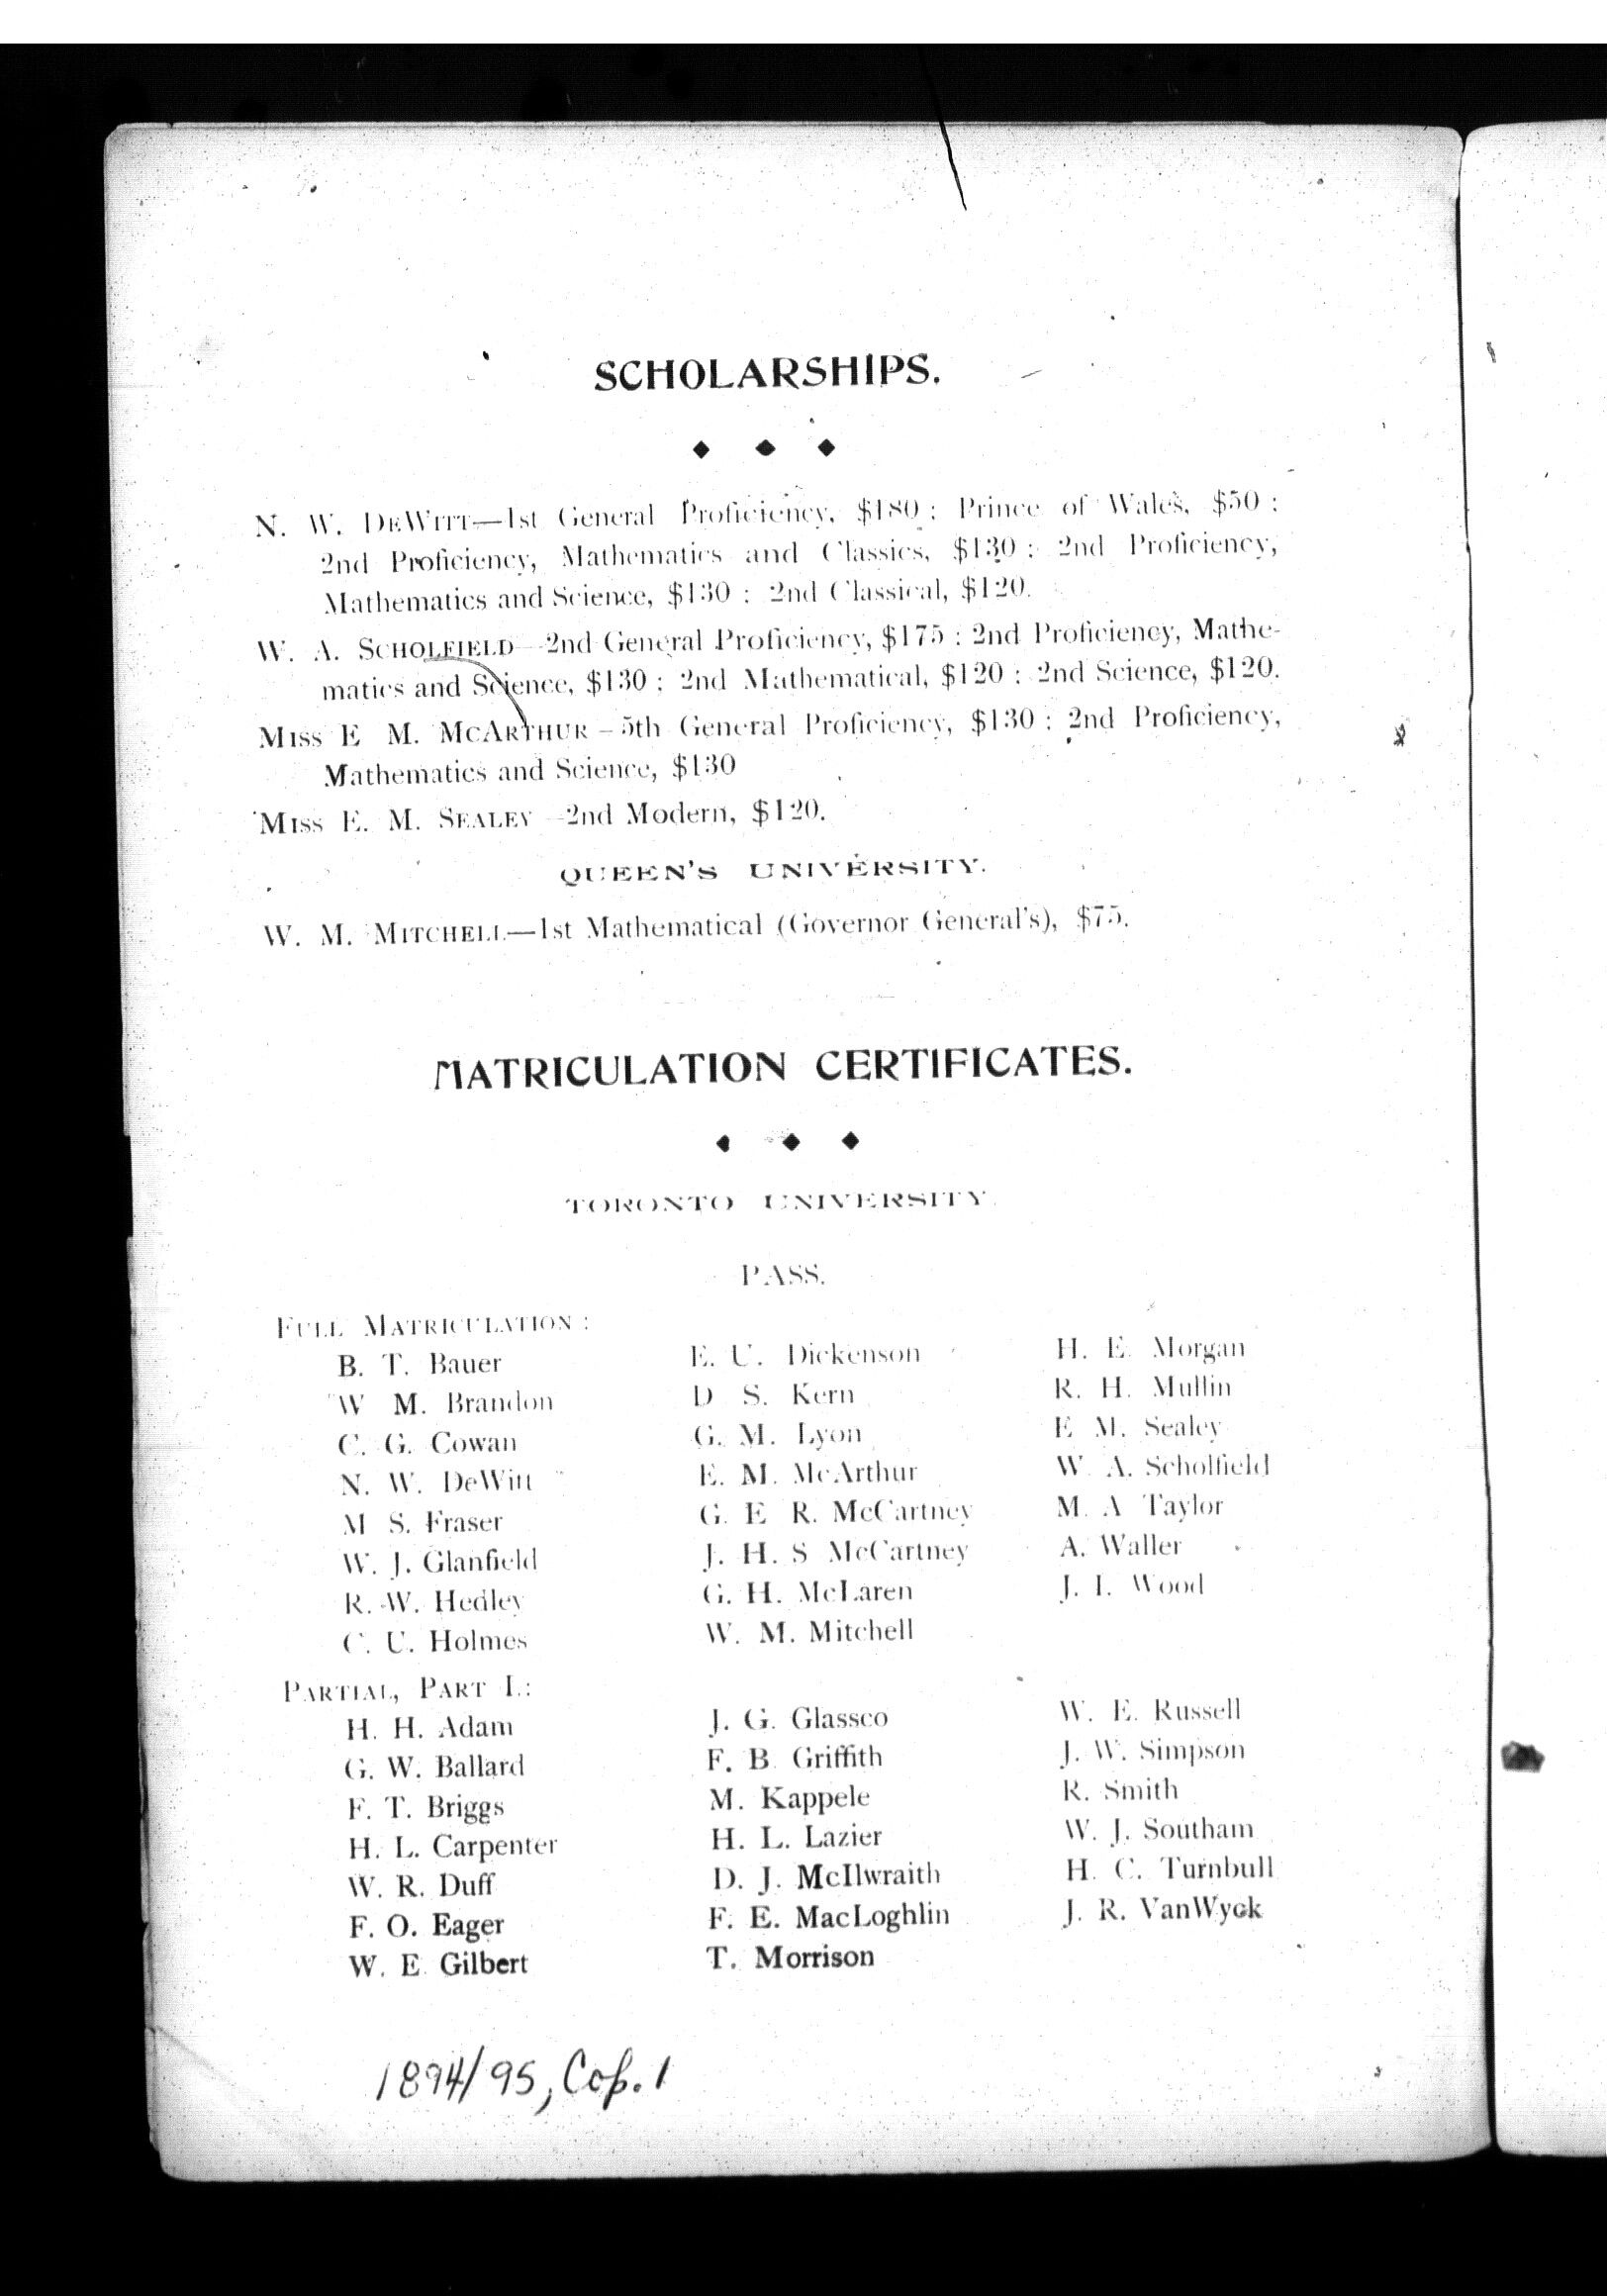 SCHOLARSHIPS.
N. W. DEWITT—1st General Proficiency, $180 : Prince of Wales, $50 :
2nd Proficiency, Mathematics and Classics, $130 : 2nd Proficiency,
Mathematics and Science, $130 : 2nd Classical, $120.
W. A. SCHOLFIELD—2nd General Proficiency, $175 : 2nd Proficiency, Mathe-
matics and Science, $130 : 2nd Mathematical, $120 : 2nd Science, $120.
MISS E M. MCARTHUR – 5th General Proficiency, $130 : 2nd Proficiency,
Mathematics and Science, $130
MISS E. M. SEALEY –2nd Modern, $120.
QUEEN'S UNIVERSITY.
W. M. MITCHELL—1st Mathematical (Governor General's), $75.
MATRICULATION CERTIFICATES.
TORONTO UNIVERSITY.
PASS.
FULL MATRICULATION :
B. T. Bauer E. U. Dickenson H. E. Morgan
W M. Brandon D S. Kern R. H. Mullin
C. G. Cowan G. M. Lyon E M. Sealey
N. W. DeWitt E. M. McArthur W. A. Scholfield
M S. Fraser G. E R. McCartney M. A Taylor
W. J. Glanfield J. H. S McCartney A. Waller
R. W. Hedley G. H. McLaren J. I. Wood
C. U. Holmes W. M. Mitchell
PARTIAL, PART I.:
H. H. Adam J. G. Glassco W. E. Russell
G. W. Ballard F. B. Griffith J. W. Simpson
F. T. Briggs M. Kappele R. Smith
H. L. Carpenter H. L. Lazier W. J. Southam
W. R. Duff D. J. McIlwraith H. C. Turnbull
F. O. Eager F. E. MacLoghlin J. R. VanWyck
W. E. Gilbert T. Morrison
1894/95, Cop. 1